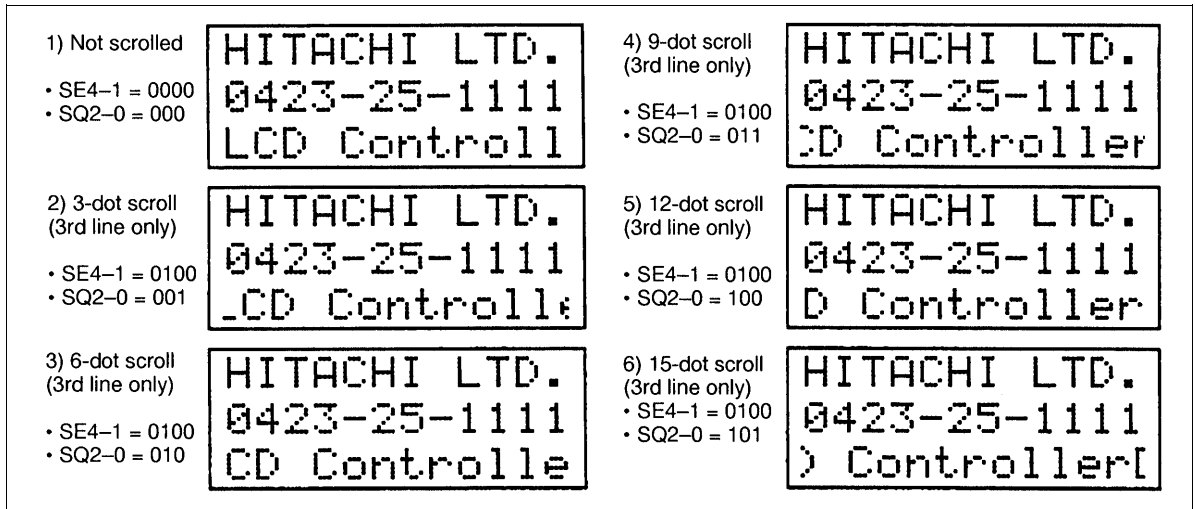 1) Not scrolled
• SE4–1 = 0000
• SQ2–0 = 000
HITACHI LTD.
0423-25-1111
LCD Controll
2) 3-dot scroll
(3rd line only)
• SE4–1 = 0100
• SQ2–0 = 001
HITACHI LTD.
0423-25-1111
CD Controlle
3) 6-dot scroll
(3rd line only)
• SE4–1 = 0100
• SQ2–0 = 010
HITACHI LTD.
0423-25-1111
CD Controlle
4) 9-dot scroll
(3rd line only)
• SE4–1 = 0100
• SQ2–0 = 011
HITACHI LTD.
0423-25-1111
CD Controller
5) 12-dot scroll
(3rd line only)
• SE4–1 = 0100
• SQ2–0 = 100
HITACHI LTD.
0423-25-1111
D Controller
6) 15-dot scroll
(3rd line only)
• SE4–1 = 0100
• SQ2–0 = 101
HITACHI LTD.
0423-25-1111
) Controller[